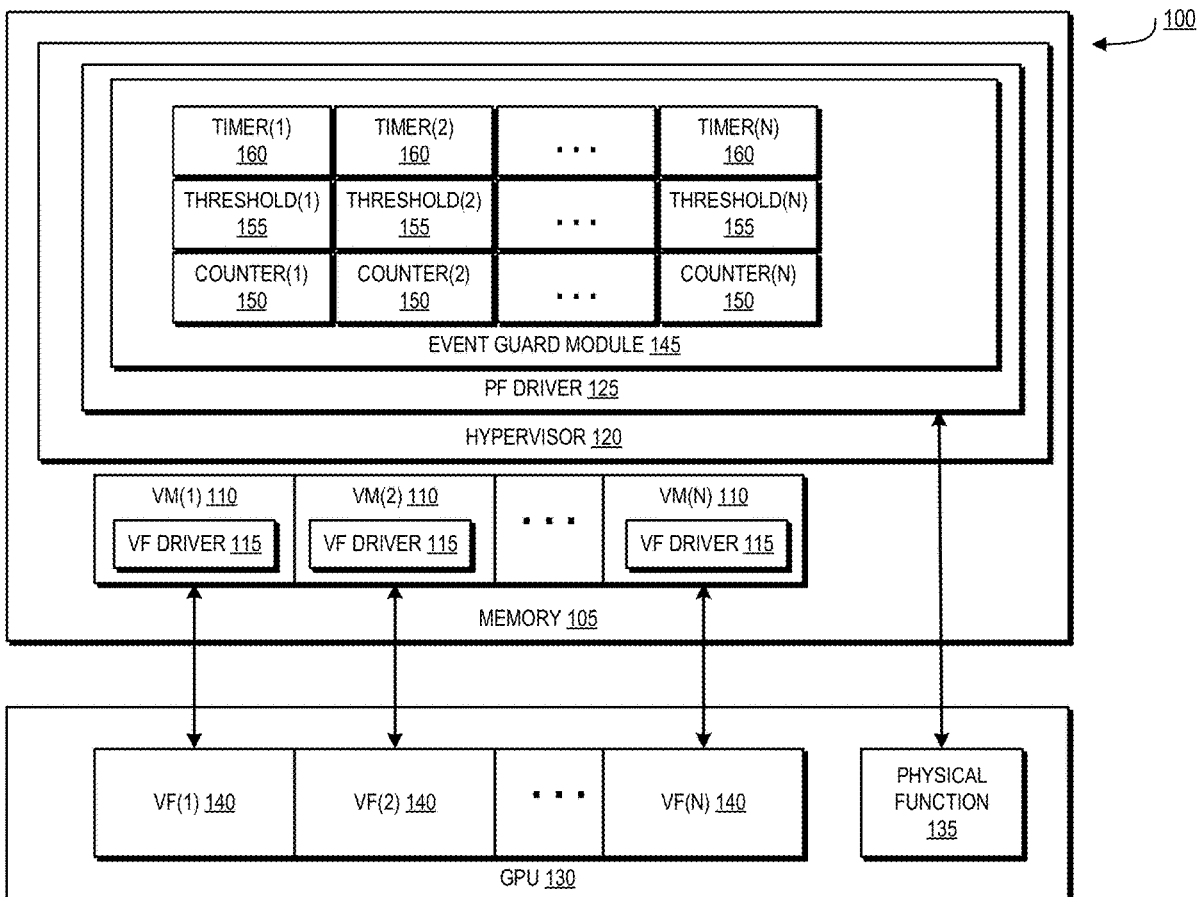 100
TIMER(1) TIMER(2) ... TIMER(N)
160 160 160
THRESHOLD(1) THRESHOLD(2) ... THRESHOLD(N)
155 155 155
COUNTER(1) COUNTER(2) ... COUNTER(N)
150 150 150
EVENT GUARD MODULE 145
PF DRIVER 125
HYPERVISOR 120
VM(1) 110 VM(2) 110 ... VM(N) 110
VF DRIVER 115 VF DRIVER 115 VF DRIVER 115
MEMORY 105
VF(1) 140 VF(2) 140 ... VF(N) 140
PHYSICAL
FUNCTION
135
GPU 130